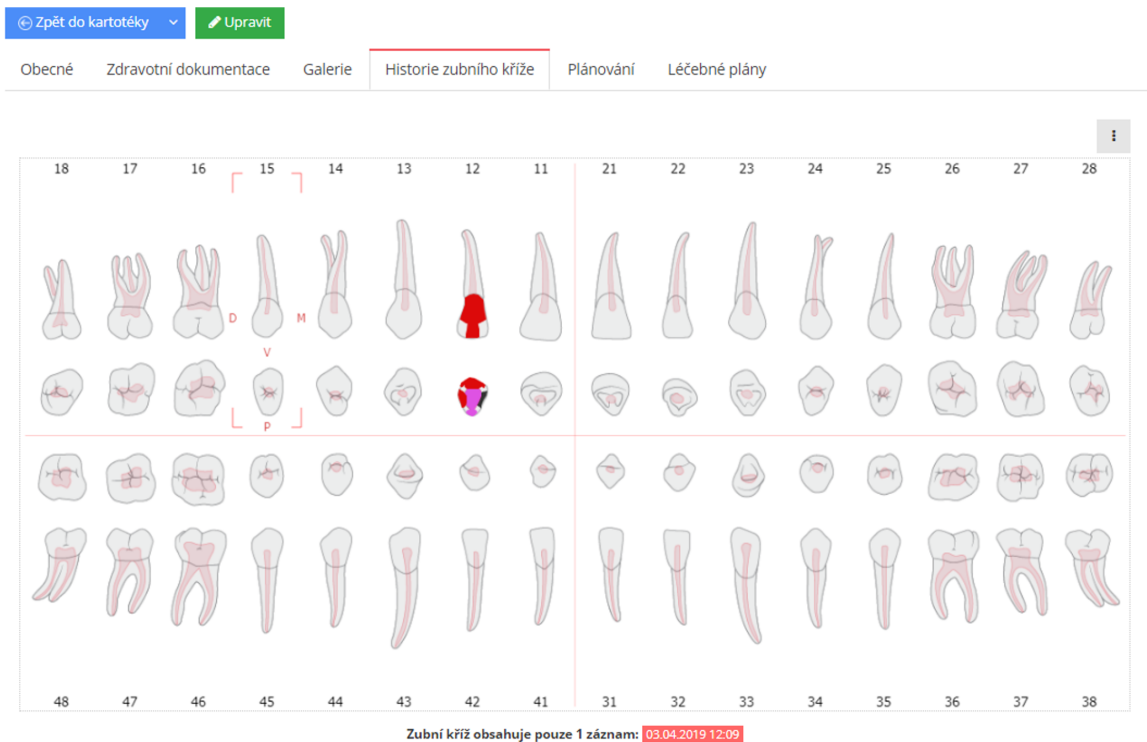 Zpět do kartotéky Upravit
Obecné Zdravotní dokumentace Galerie Historie zubního kříže Plánování Léčebné plány
18 17 16 15 14 13 12 11 21 22 23 24 25 26 27 28
D M
V
P
48 47 46 45 44 43 42 41 31 32 33 34 35 36 37 38
Zubní kříž obsahuje pouze 1 záznam: 03.04.2019 12:09